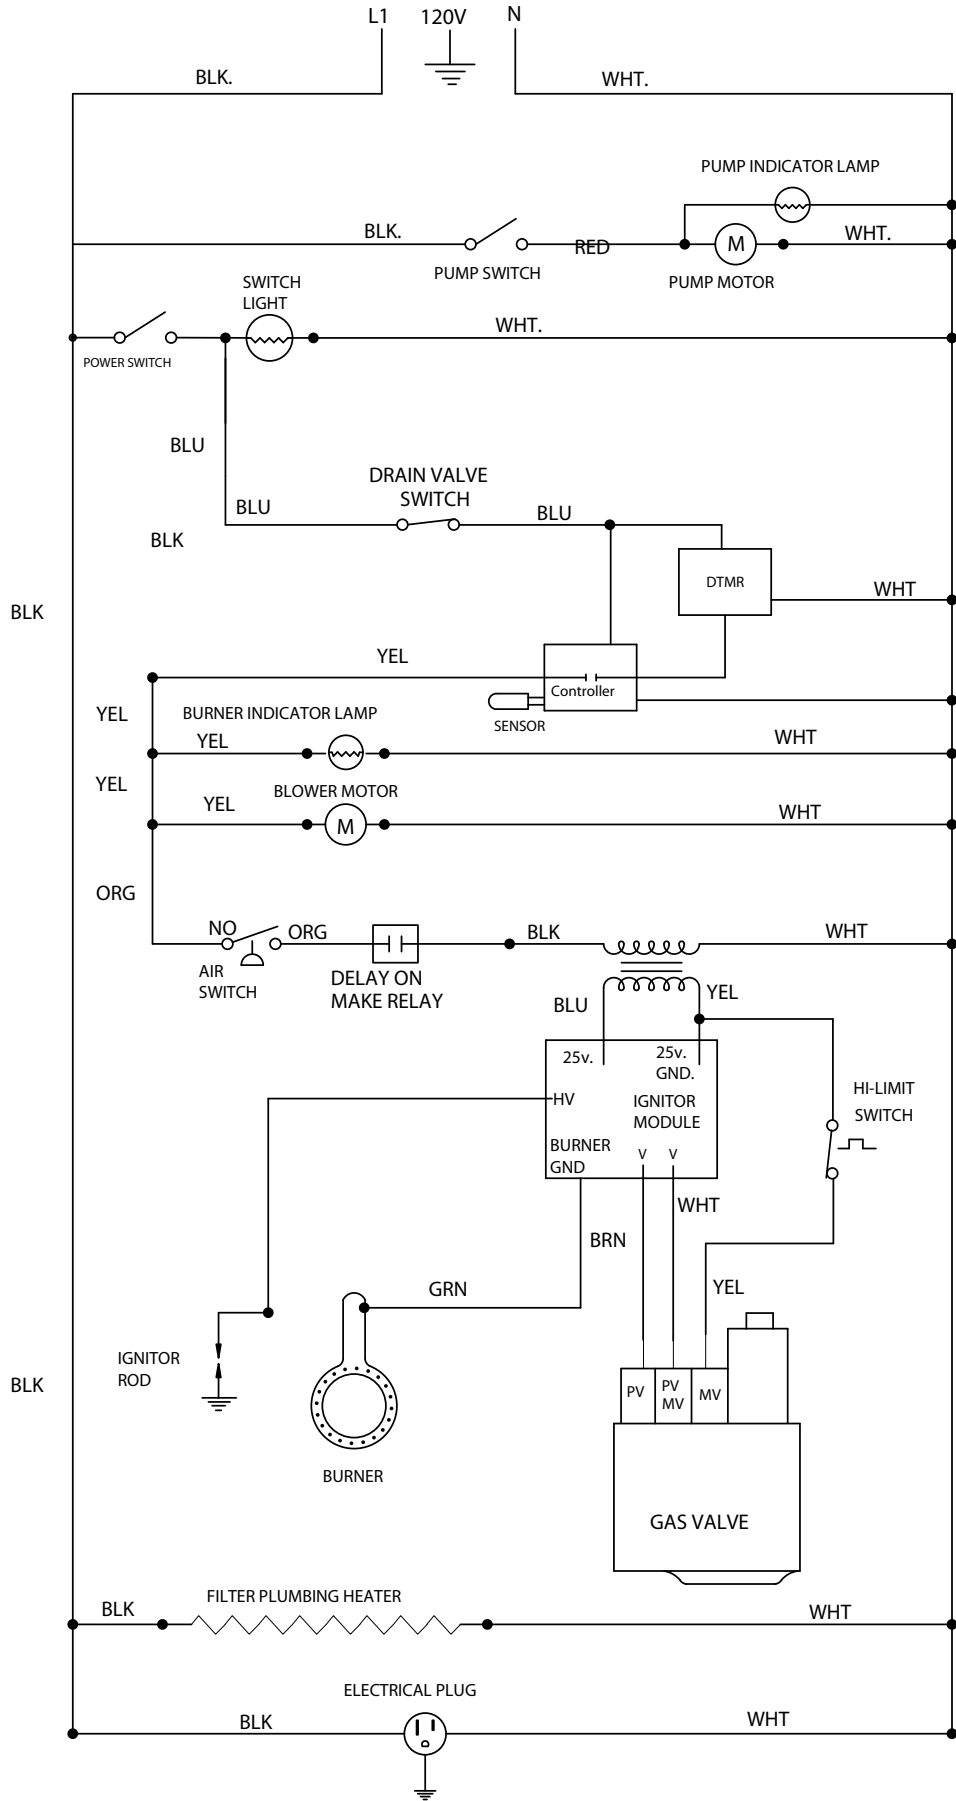 L1 120V N
BLK. WHT.
PUMP INDICATOR LAMP
BLK. RED M WHT.
PUMP SWITCH PUMP MOTOR
SWITCH
LIGHT
WHT.
POWER SWITCH
BLU
DRAIN VALVE
SWITCH
BLU BLU
BLK
DTMR
WHT
BLK
YEL
Controller
SENSOR
YEL
BURNER INDICATOR LAMP
YEL WHT
YEL
BLOWER MOTOR
YEL M WHT
ORG
NO ORG BLK WHT
AIR
SWITCH
DELAY ON
MAKE RELAY
BLU YEL
25v. 25v.
GND.
HV IGNITOR
MODULE
BURNER
GND
V V
HI-LIMIT
SWITCH
WHT
BRN
GRN
YEL
IGNITOR
ROD
BLK
PV PV
MV
MV
BURNER
GAS VALVE
FILTER PLUMBING HEATER
BLK WHT
ELECTRICAL PLUG
BLK WHT